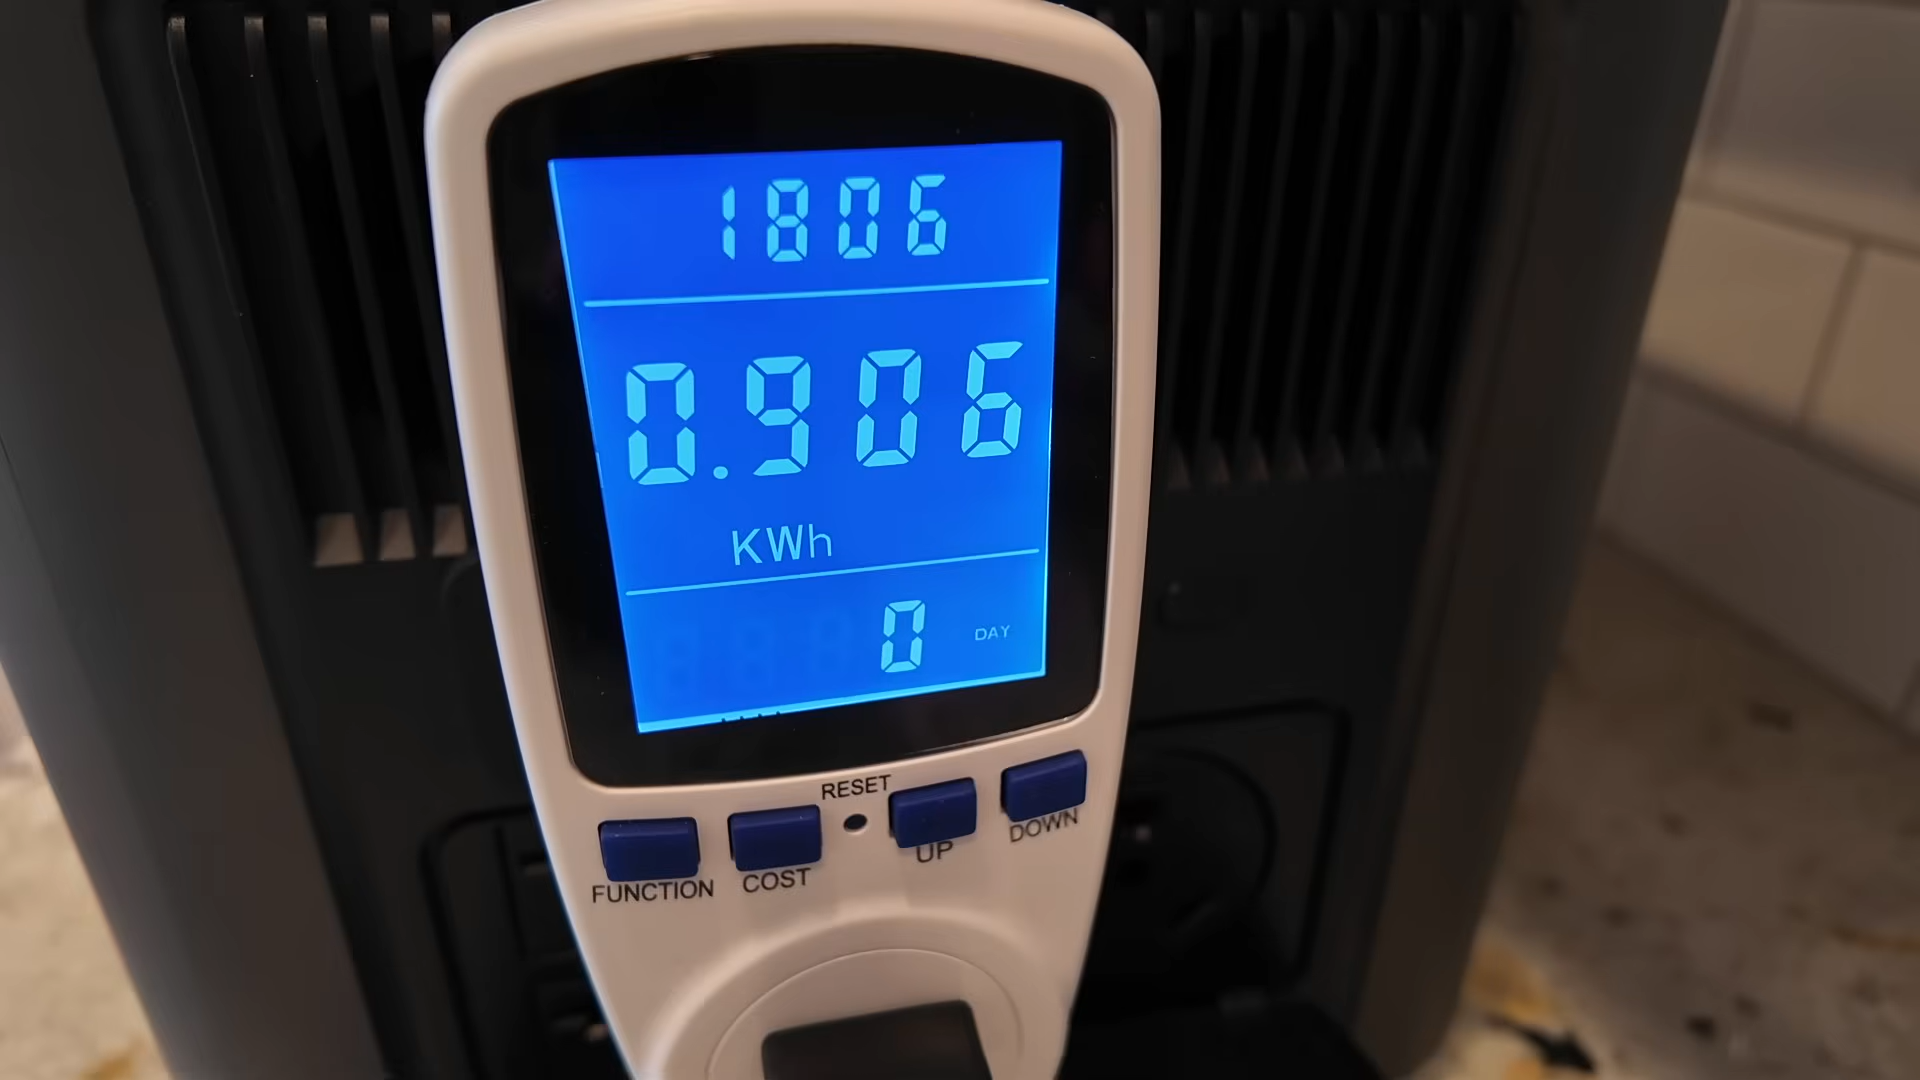 1806
0.906
KWh
0 DAY
RESET
FUNCTION COST UP DOWN